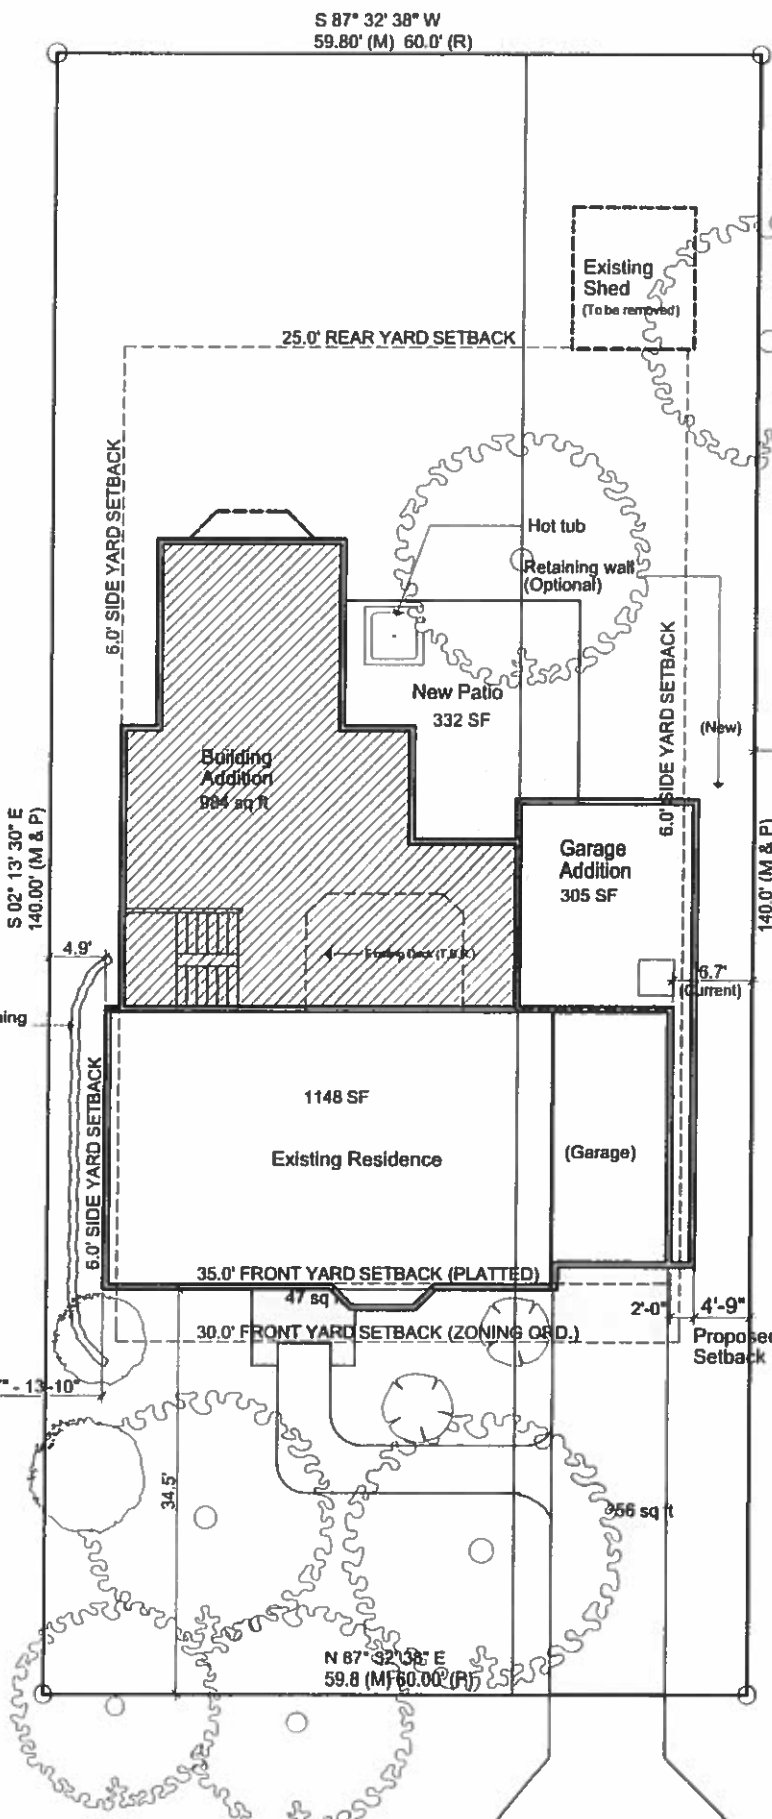 S 87° 32' 38" W
59.80' (M)  60.0' (R)
Existing
Shed
(To be removed)
25.0' REAR YARD SETBACK
6.0' SIDE YARD SETBACK
Hot tub
Retaining wall
(Optional)
New Patio
332 SF
6.0' SIDE YARD SETBACK
(New)
Building
Addition
984 sq ft
Garage
Addition
305 SF
S 02° 13' 30" E
140.00' (M & P)
140.0' (M & P)
4.9'
Existing Deck (T.B.R.)
6.7'
(Current)
ning
6.0' SIDE YARD SETBACK
1148 SF
Existing Residence
(Garage)
35.0' FRONT YARD SETBACK (PLATTED)
47 sq
2'-0"
4'-9"
30.0' FRONT YARD SETBACK (ZONING ORD.)
Propose
Setback
" - 13'-10"
34.5'
956 sq ft
N 87° 32' 38" E
59.8 (M) 60.00' (R)